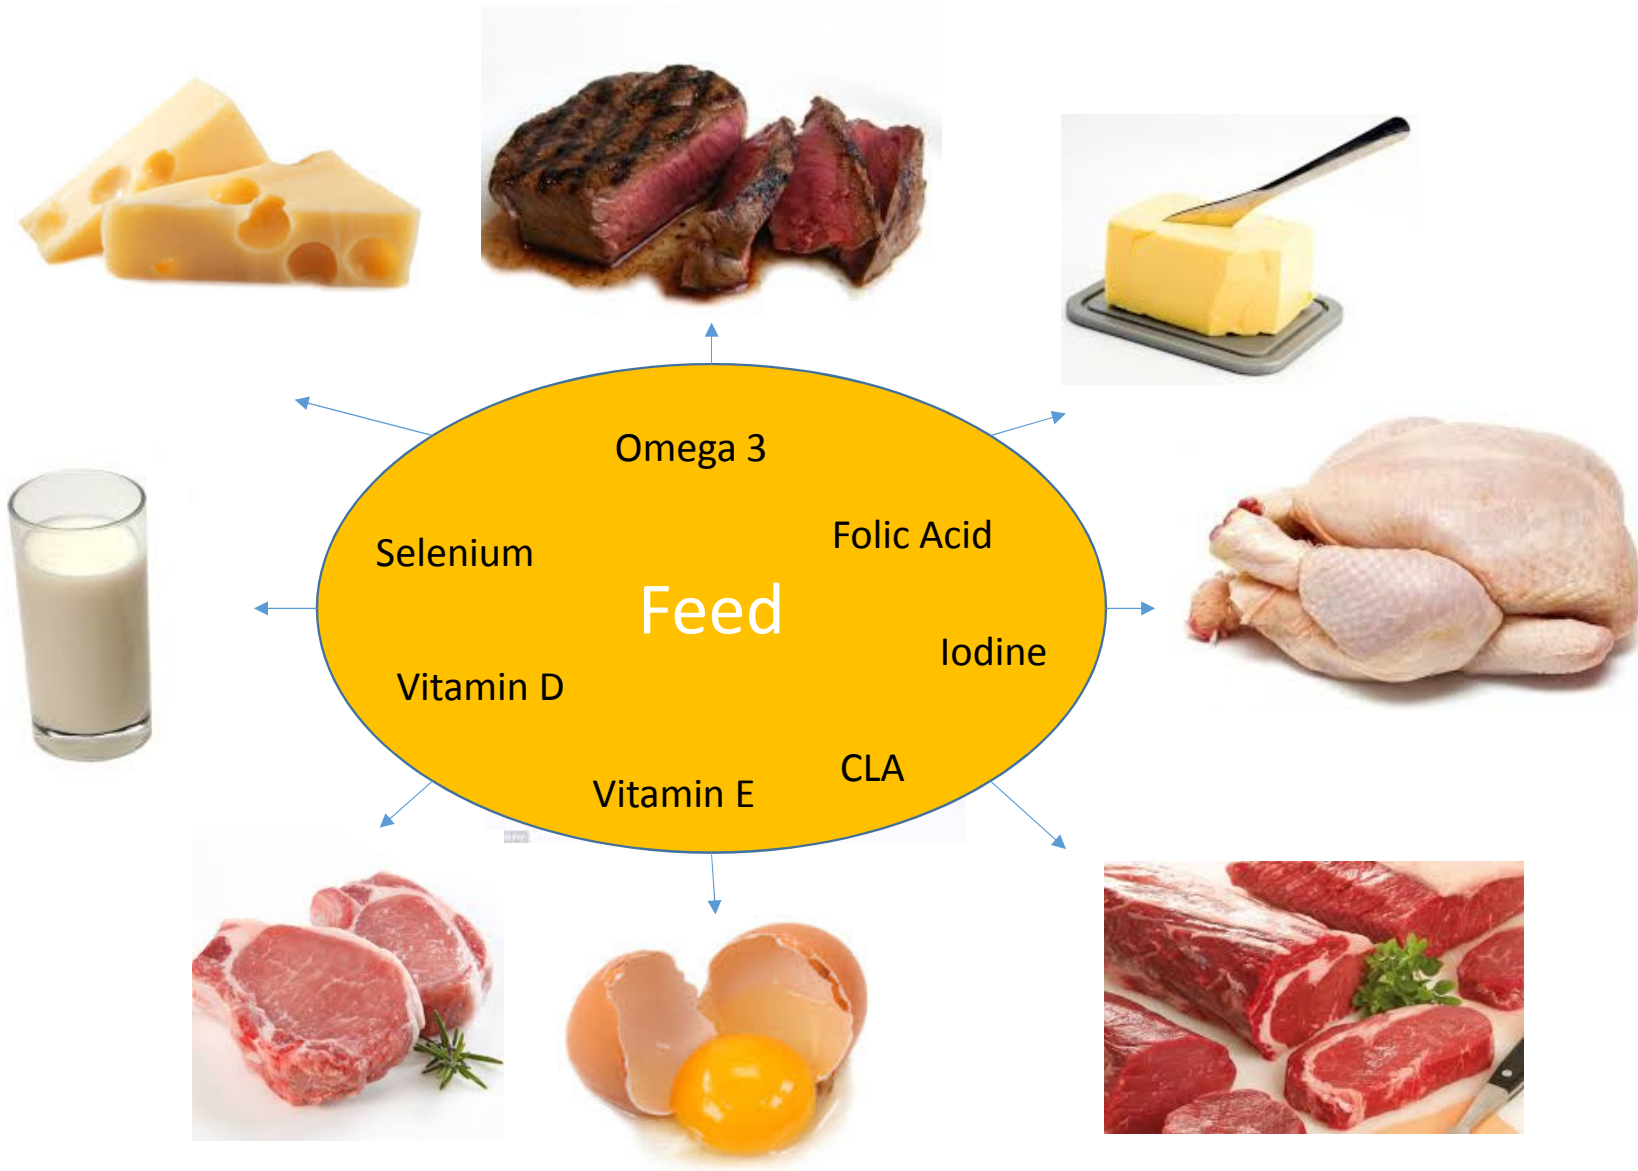 Omega 3
Folic Acid
Selenium
Feed
Iodine
Vitamin D
CLA
Vitamin E